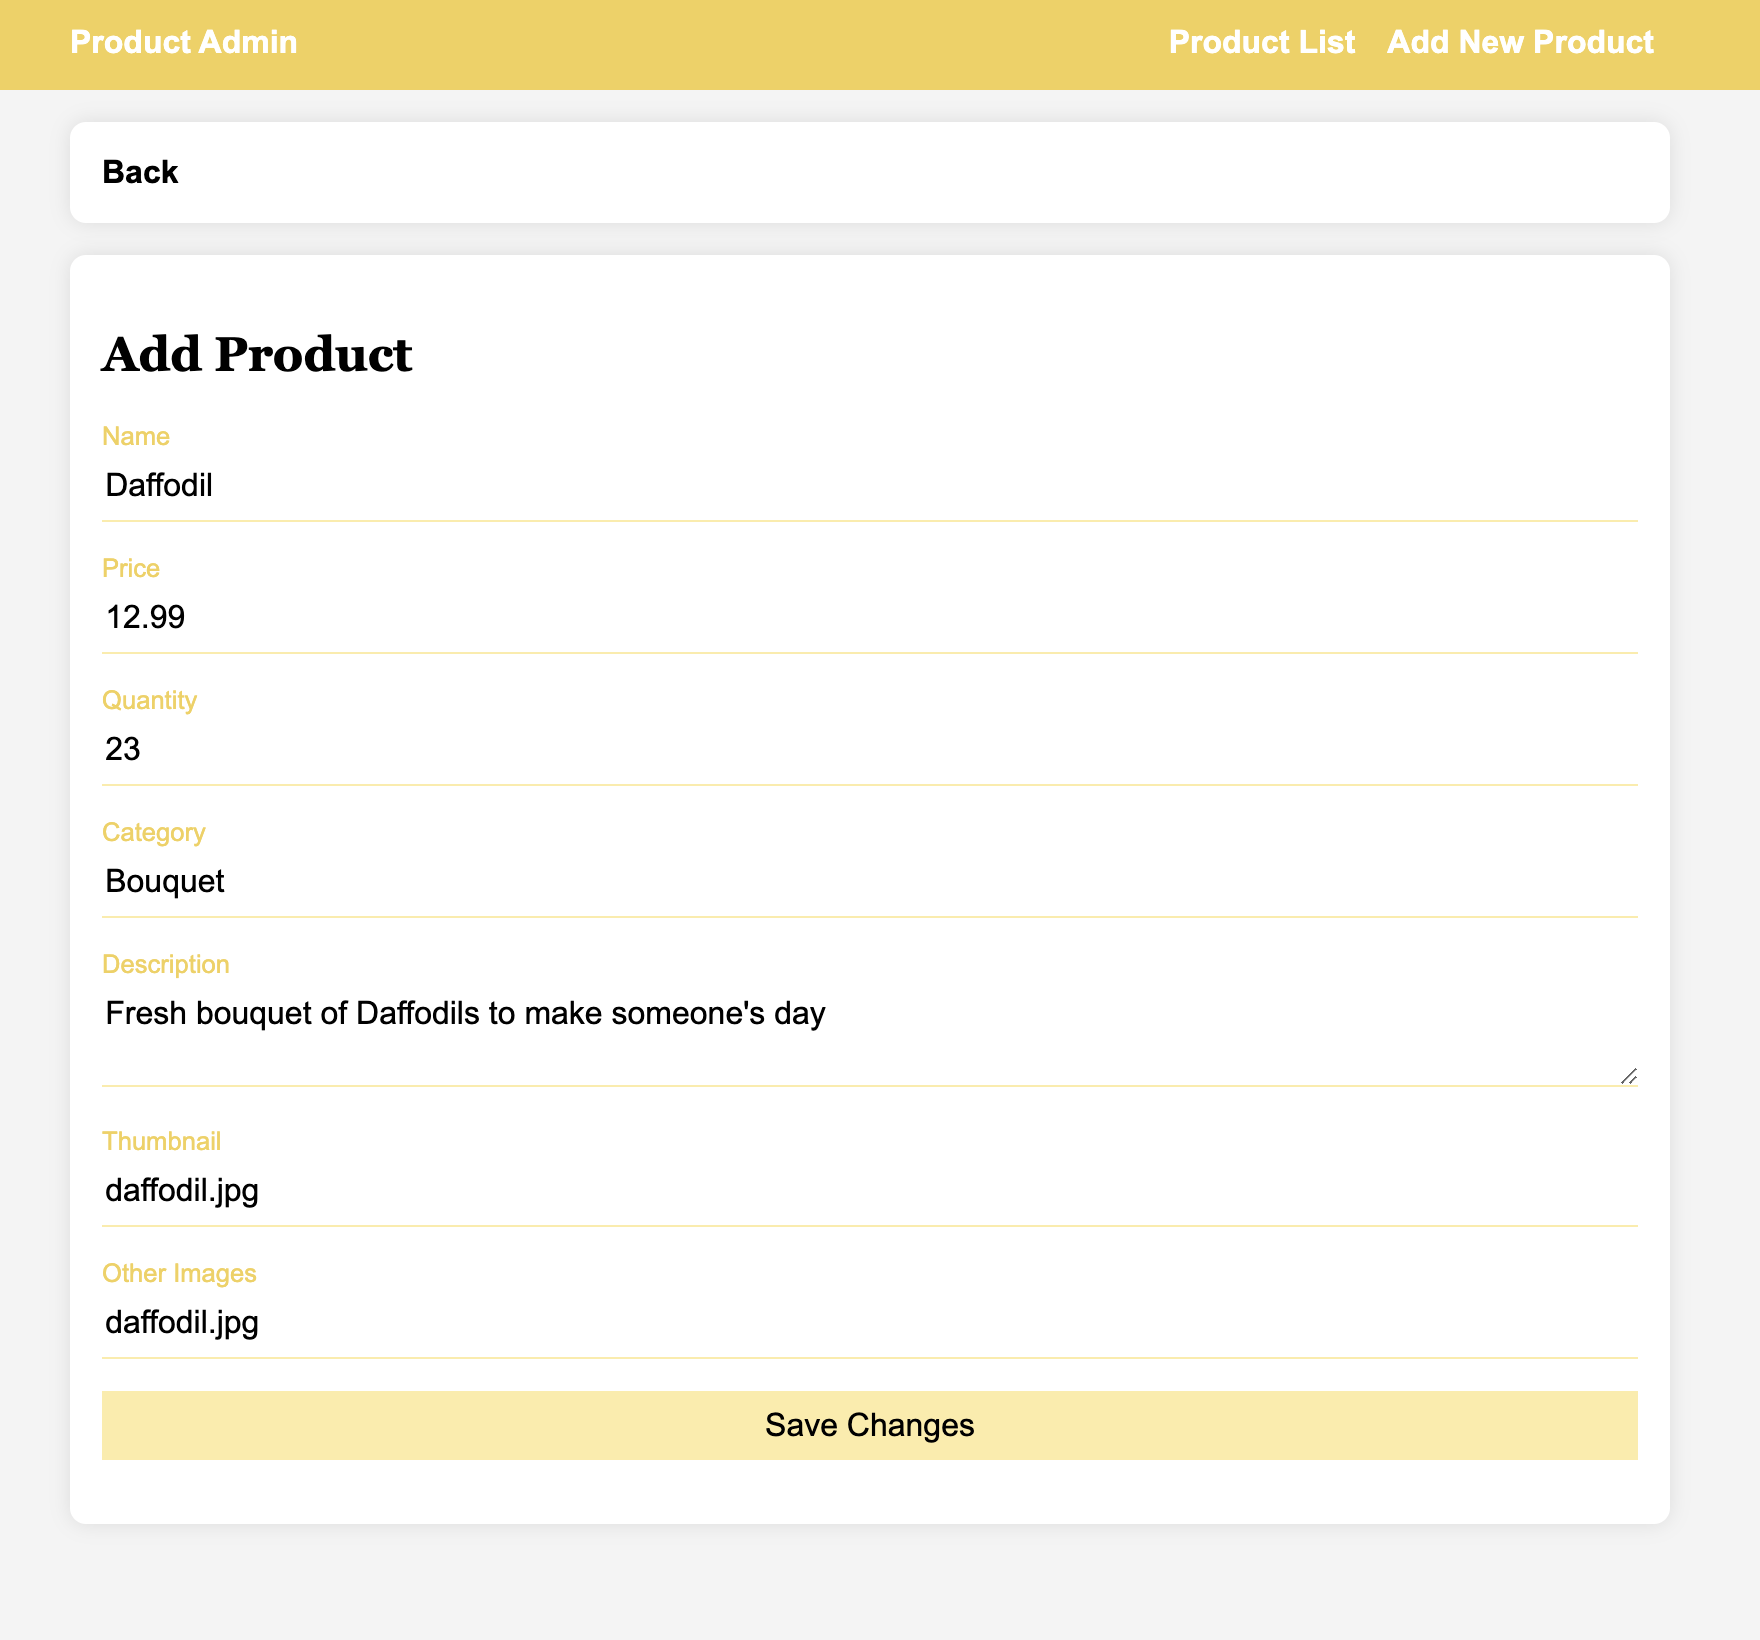 Product Admin
Product List
Add New Product
Back
Add Product
Name
Daffodil
Price
12.99
Quantity
23
Category
Bouquet
Description
Fresh bouquet of Daffodils to make someone's day
Thumbnail
daffodil.jpg
Other Images
daffodil.jpg
Save Changes